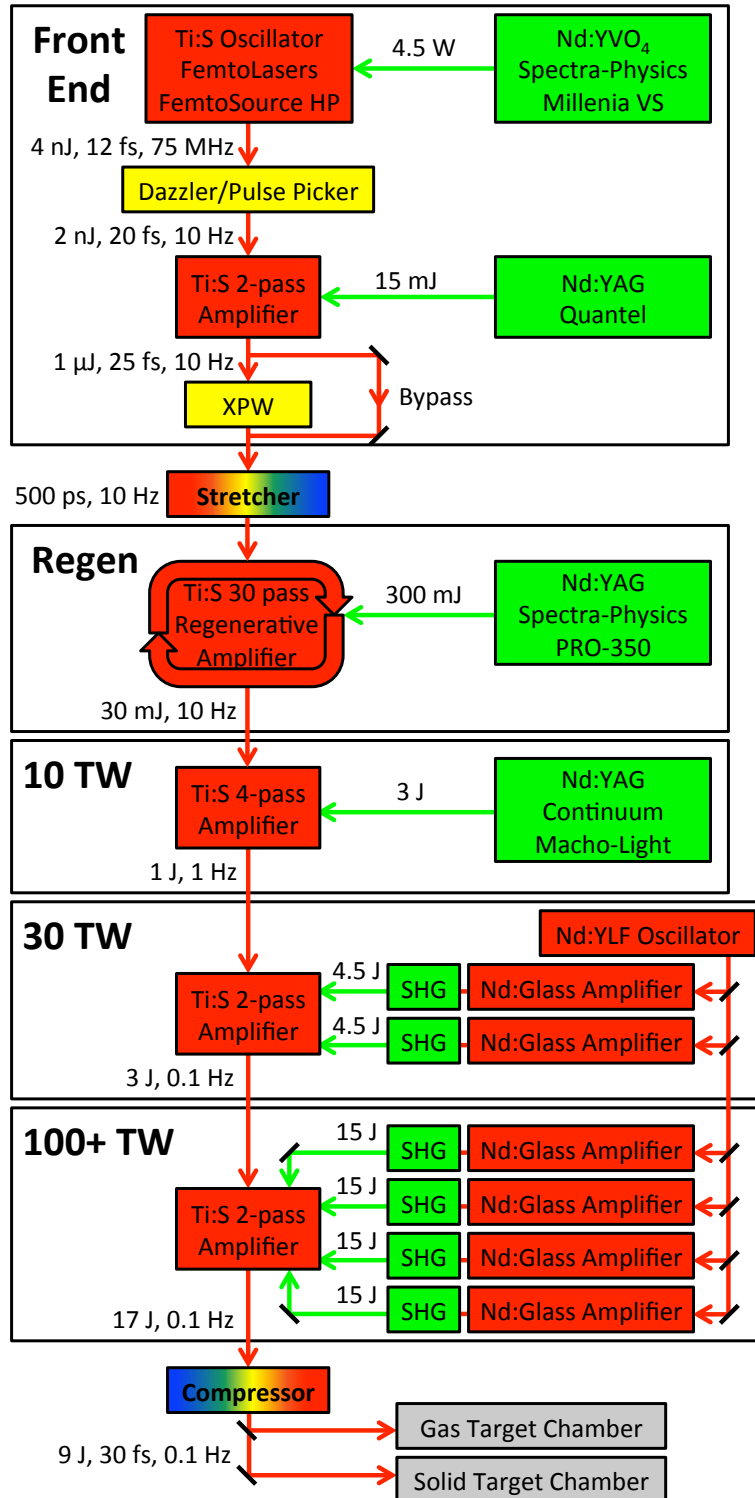 Front
End
Ti:S Oscillator
FemtoLasers
FemtoSource HP
4.5 W
Nd:YVO₄
Spectra-Physics
Millenia VS
4 nJ, 12 fs, 75 MHz
Dazzler/Pulse Picker
2 nJ, 20 fs, 10 Hz
Ti:S 2-pass
Amplifier
15 mJ
Nd:YAG
Quantel
1 μJ, 25 fs, 10 Hz
XPW
Bypass
500 ps, 10 Hz
Stretcher
Regen
Ti:S 30 pass
Regenerative
Amplifier
300 mJ
Nd:YAG
Spectra-Physics
PRO-350
30 mJ, 10 Hz
10 TW
Ti:S 4-pass
Amplifier
3 J
Nd:YAG
Continuum
Macho-Light
1 J, 1 Hz
30 TW
Nd:YLF Oscillator
Ti:S 2-pass
Amplifier
4.5 J
SHG
Nd:Glass Amplifier
4.5 J
SHG
Nd:Glass Amplifier
3 J, 0.1 Hz
100+ TW
15 J
SHG
Nd:Glass Amplifier
Ti:S 2-pass
Amplifier
15 J
SHG
Nd:Glass Amplifier
15 J
SHG
Nd:Glass Amplifier
15 J
SHG
Nd:Glass Amplifier
17 J, 0.1 Hz
Compressor
9 J, 30 fs, 0.1 Hz
Gas Target Chamber
Solid Target Chamber